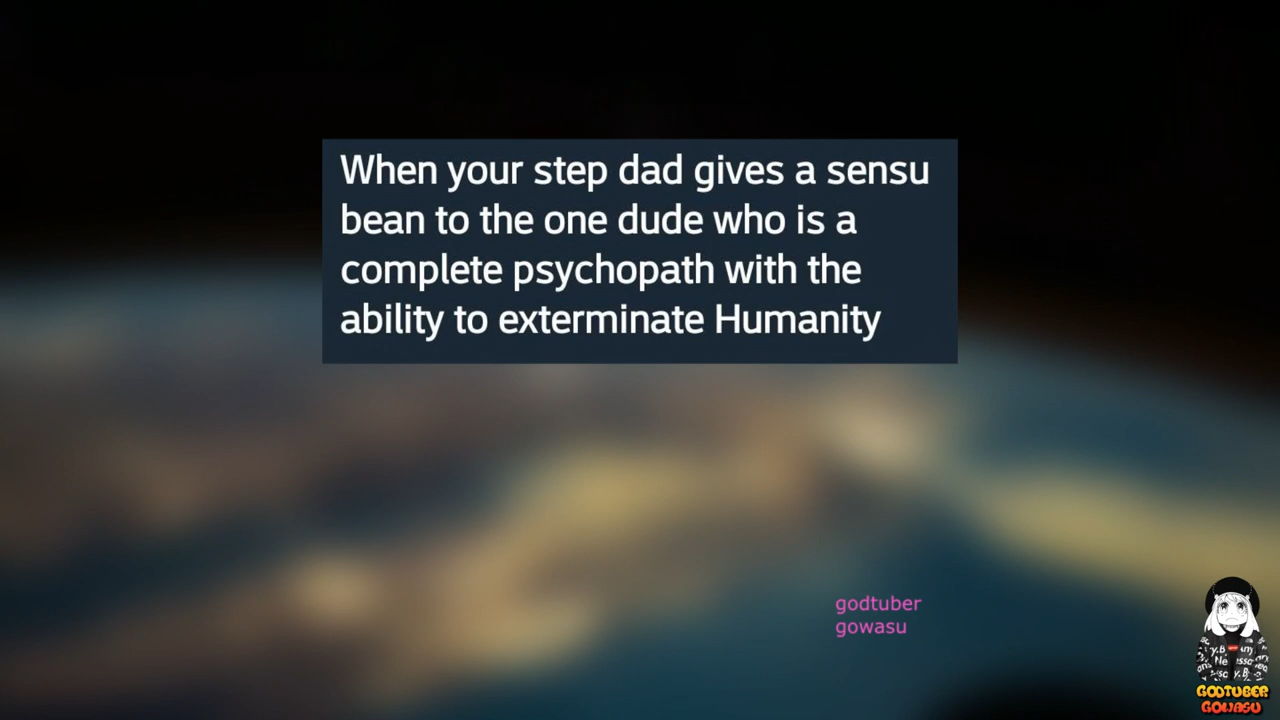 When your step dad gives a sensu
bean to the one dude who is a
complete psychopath with the
ability to exterminate Humanity
godtuber
gowasu
GODTUBER
GOWASU